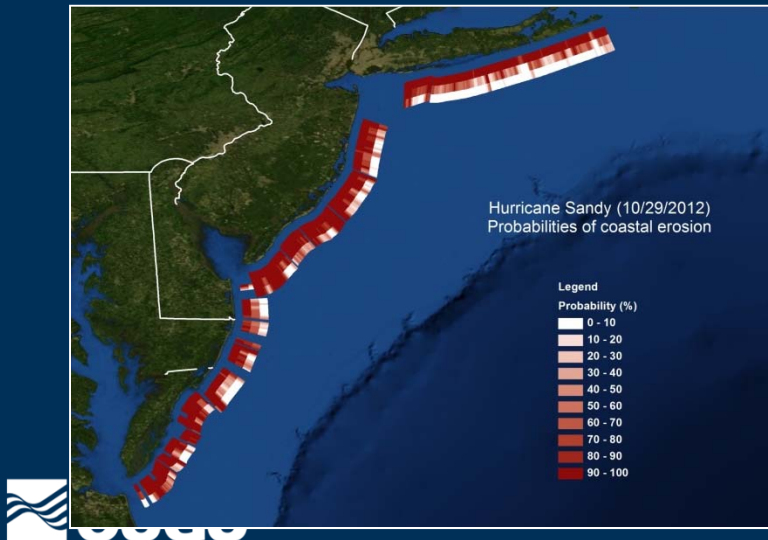 Hurricane Sandy (10/29/2012)
Probabilities of coastal erosion
Legend
Probability (%)
0 - 10
10 - 20
20 - 30
30 - 40
40 - 50
50 - 60
60 - 70
70 - 80
80 - 90
90 - 100